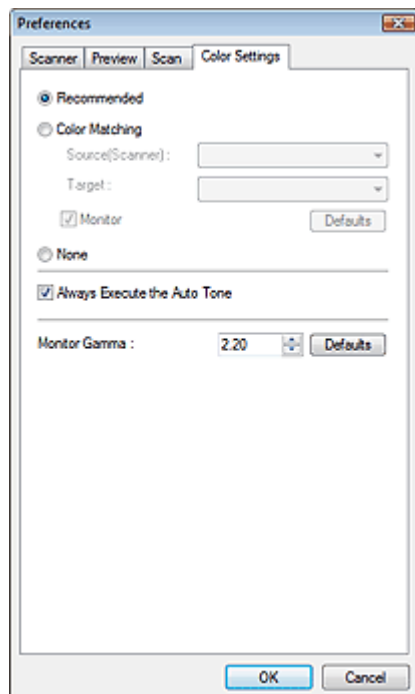 Preferences
Scanner Preview Scan Color Settings
Recommended
Color Matching
Source(Scanner) :
Target :
Monitor Defaults
None
Always Execute the Auto Tone
Monitor Gamma : 2.20 Defaults
OK Cancel